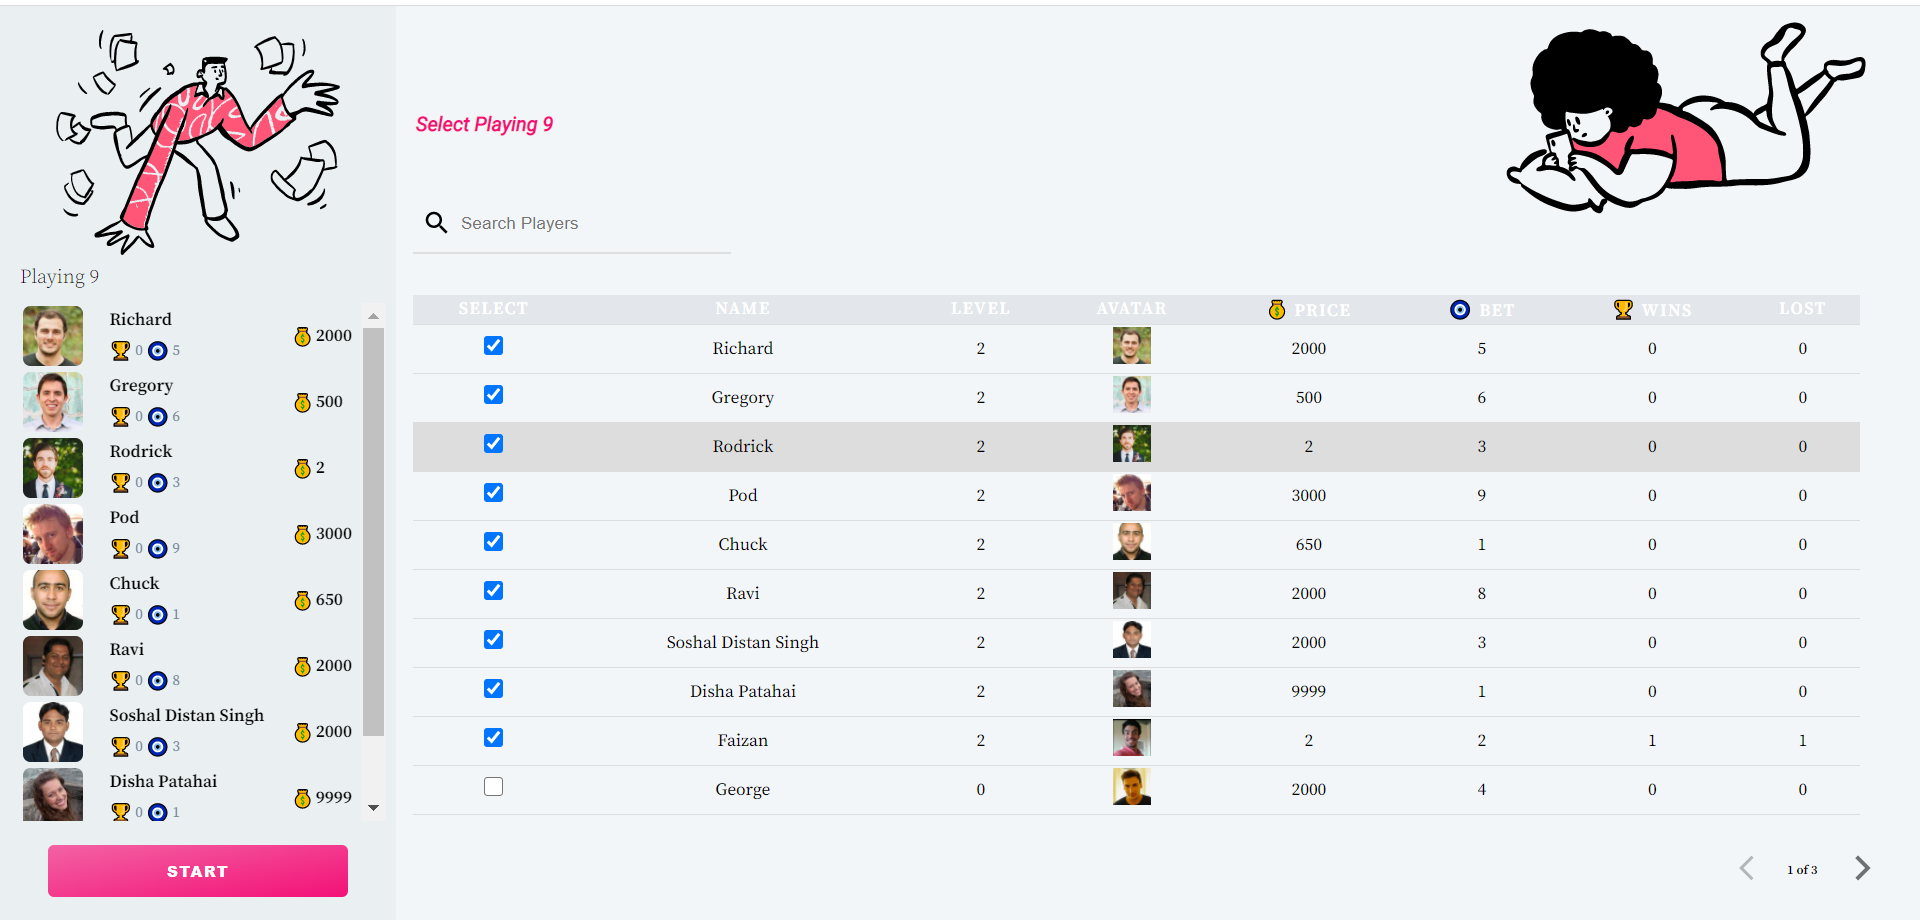 Playing 9
Richard
0 5
2000
Gregory
0 6
500
Rodrick
0 3
2
Pod
0 9
3000
Chuck
0 1
650
Ravi
0 8
2000
Soshal Distan Singh
0 3
2000
Disha Patahai
0 1
9999
START
Select Playing 9
Search Players
SELECT NAME LEVEL AVATAR PRICE BET WINS LOST
Richard 2 2000 5 0 0
Gregory 2 500 6 0 0
Rodrick 2 2 3 0 0
Pod 2 3000 9 0 0
Chuck 2 650 1 0 0
Ravi 2 2000 8 0 0
Soshal Distan Singh 2 2000 3 0 0
Disha Patahai 2 9999 1 0 0
Faizan 2 2 2 1 1
George 0 2000 4 0 0
1 of 3